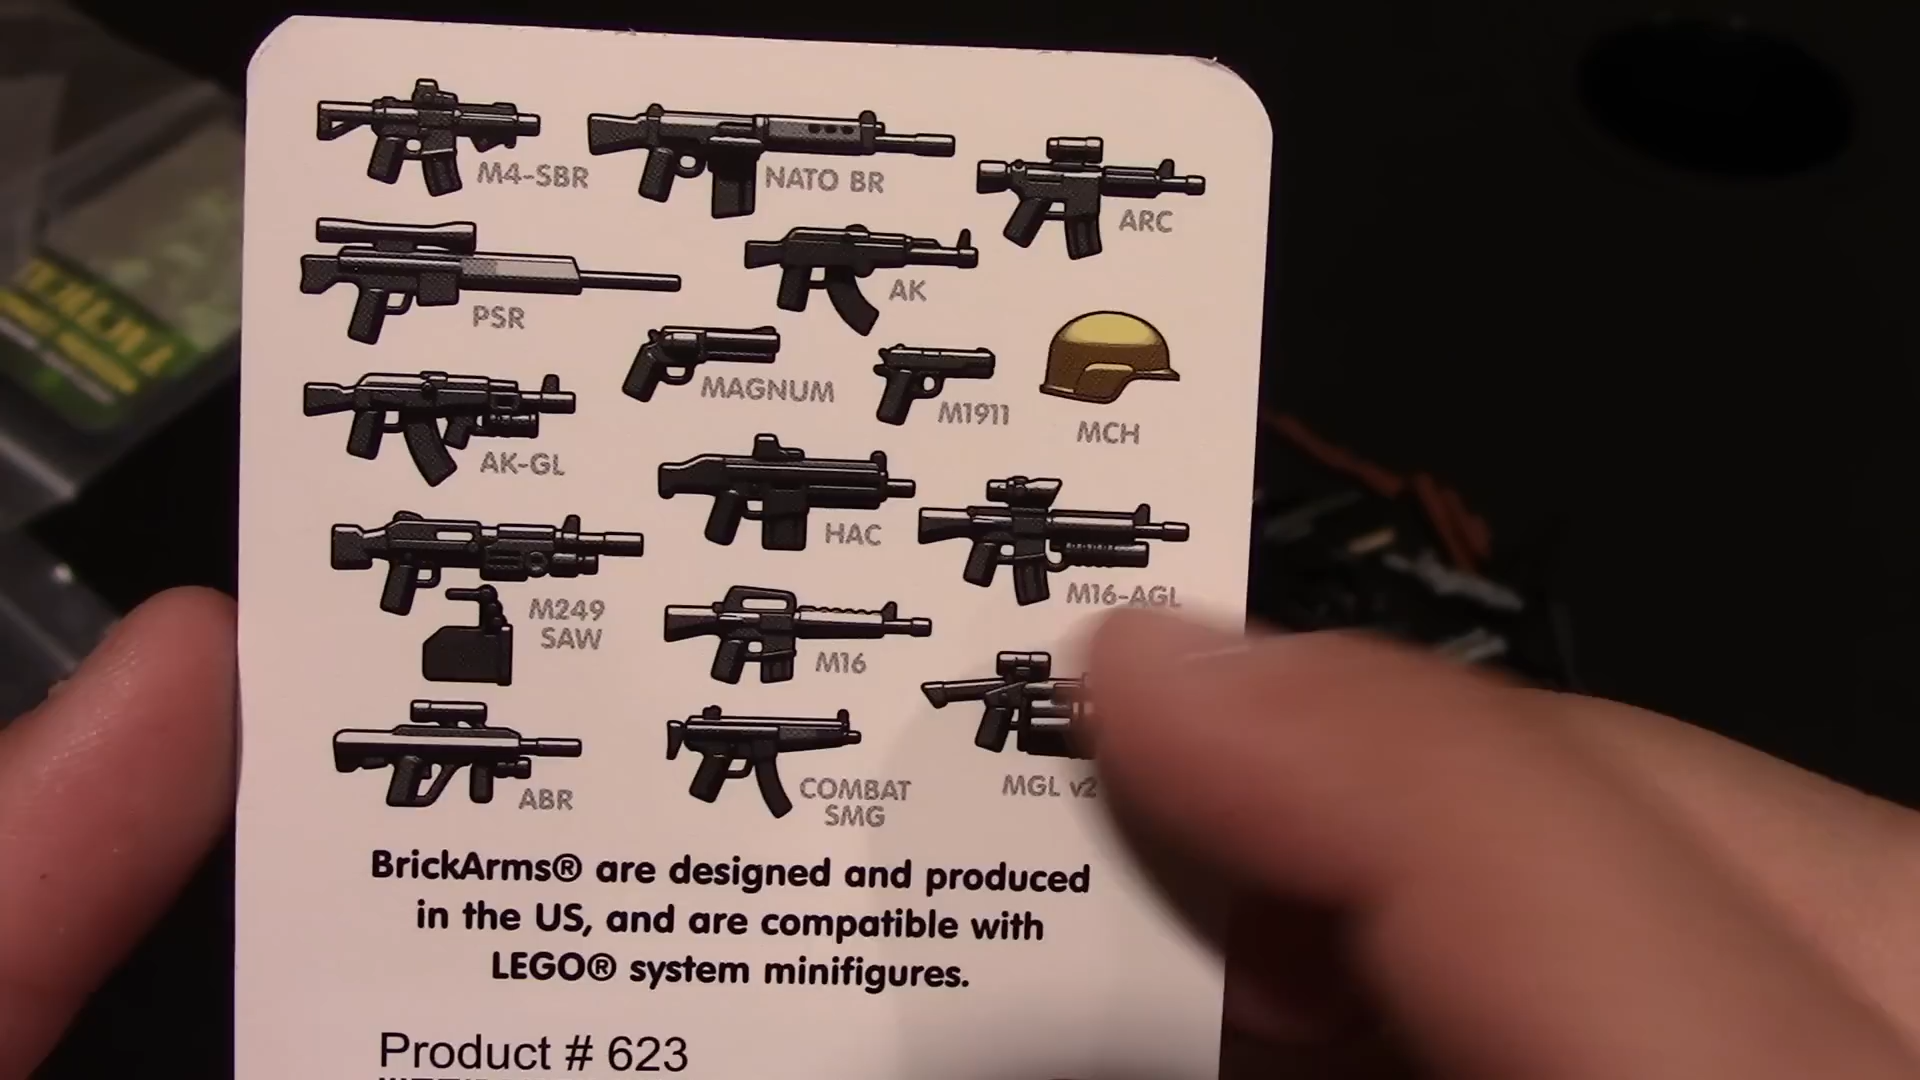 M4-SBR
NATO BR
ARC
PSR
AK
MAGNUM
M1911
MCH
AK-GL
HAC
M16-AGL
M249
SAW
M16
ABR
COMBAT
SMG
MGL v2
BrickArms® are designed and produced
in the US, and are compatible with
LEGO® system minifigures.
Product # 623